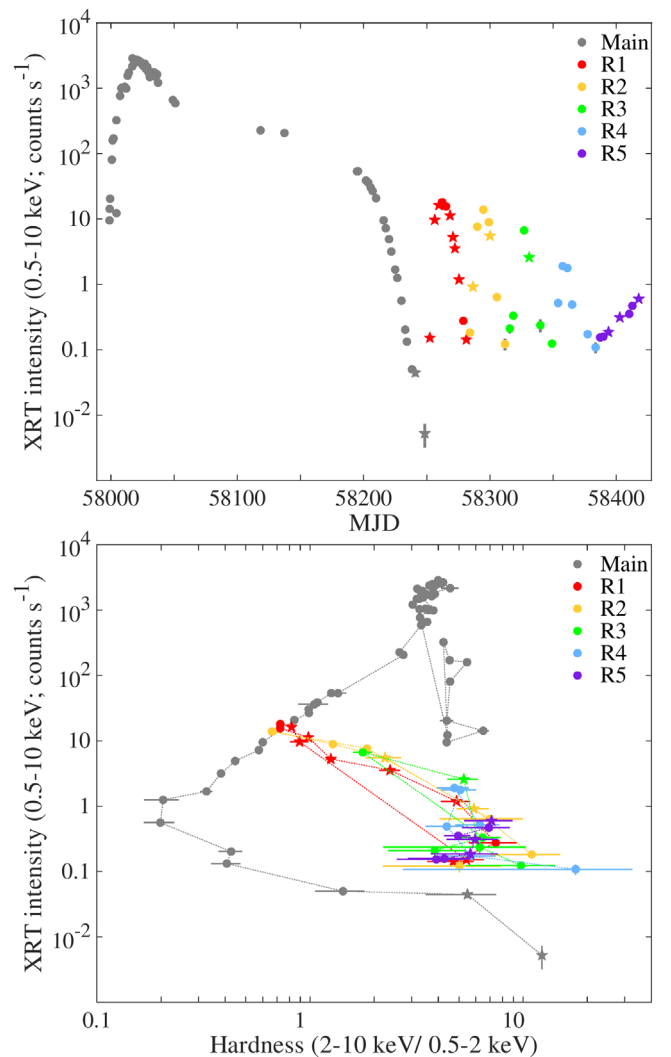 10^4
10^3
10^2
10
1
0.1
10^-2
XRT intensity (0.5-10 keV; counts s^-1)
Main
R1
R2
R3
R4
R5
58000
58100
58200
58300
58400
MJD
10^4
10^3
10^2
10
1
0.1
10^-2
XRT intensity (0.5-10 keV; counts s^-1)
Main
R1
R2
R3
R4
R5
0.1
1
10
Hardness (2-10 keV/ 0.5-2 keV)